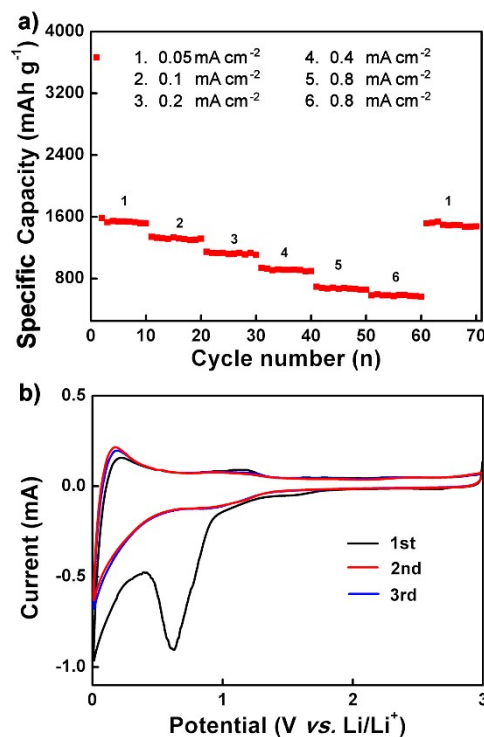 a)
4000
3200
2400
1600
800
Specific Capacity (mAh g-1)
1. 0.05 mA cm-2
4. 0.4 mA cm-2
2. 0.1 mA cm-2
5. 0.8 mA cm-2
3. 0.2 mA cm-2
6. 0.8 mA cm-2
1
2
3
4
5
6
1
0 10 20 30 40 50 60 70
Cycle number (n)
b)
0.5
0.0
-0.5
-1.0
Current (mA)
1st
2nd
3rd
0 1 2 3
Potential (V vs. Li/Li+)